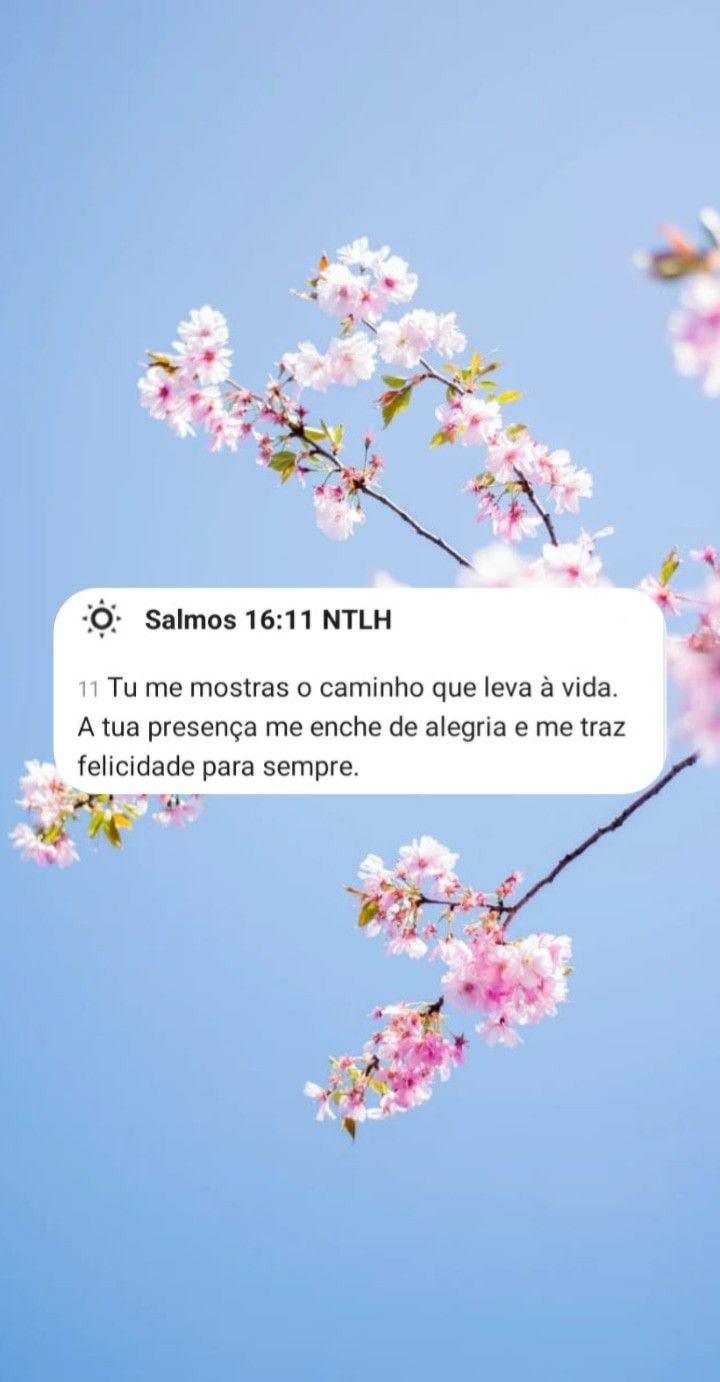 Salmos 16:11 NTLH
11 Tu me mostras o caminho que leva à vida.
A tua presença me enche de alegria e me traz
felicidade para sempre.